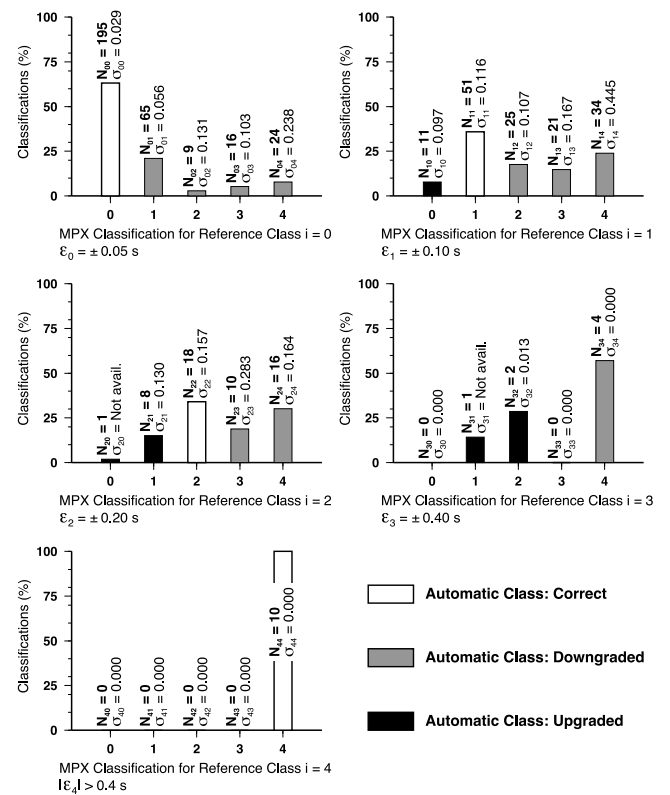 Classifications (%)
100
75
50
25
0
N00 = 195
σ00 = 0.029
N01 = 65
σ01 = 0.056
N02 = 9
σ02 = 0.131
N03 = 16
σ03 = 0.103
N04 = 24
σ04 = 0.238
0 1 2 3 4
MPX Classification for Reference Class i = 0
Ɛ0 = ± 0.05 s
Classifications (%)
100
75
50
25
0
N10 = 11
σ10 = 0.097
N11 = 51
σ11 = 0.116
N12 = 25
σ12 = 0.107
N13 = 21
σ13 = 0.167
N14 = 34
σ14 = 0.445
0 1 2 3 4
MPX Classification for Reference Class i = 1
Ɛ1 = ± 0.10 s
Classifications (%)
100
75
50
25
0
N20 = 1
σ20 = Not avail.
N21 = 8
σ21 = 0.130
N22 = 18
σ22 = 0.157
N23 = 10
σ23 = 0.283
N24 = 16
σ24 = 0.164
0 1 2 3 4
MPX Classification for Reference Class i = 2
Ɛ2 = ± 0.20 s
Classifications (%)
100
75
50
25
0
N30 = 0
σ30 = 0.000
N31 = 1
σ31 = Not avail.
N32 = 2
σ32 = 0.013
N33 = 0
σ33 = 0.000
N34 = 4
σ34 = 0.000
0 1 2 3 4
MPX Classification for Reference Class i = 3
Ɛ3 = ± 0.40 s
Classifications (%)
100
75
50
25
0
N40 = 0
σ40 = 0.000
N41 = 0
σ41 = 0.000
N42 = 0
σ42 = 0.000
N43 = 0
σ43 = 0.000
N44 = 10
σ44 = 0.000
0 1 2 3 4
MPX Classification for Reference Class i = 4
|Ɛ4| > 0.4 s
Automatic Class: Correct
Automatic Class: Downgraded
Automatic Class: Upgraded